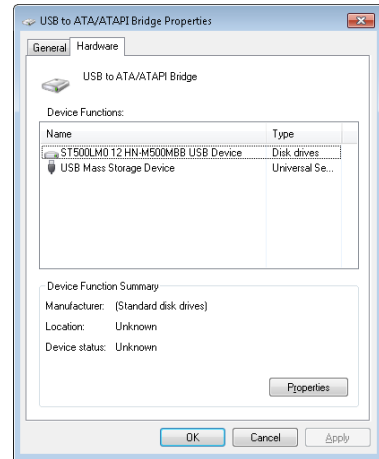 USB to ATA/ATAPI Bridge Properties
General Hardware
USB to ATA/ATAPI Bridge
Device Functions:
Name Type
ST500LM0 12 HN-M500MBB USB Device Disk drives
USB Mass Storage Device Universal Se...
Device Function Summary
Manufacturer: (Standard disk drives)
Location: Unknown
Device status: Unknown
Properties
OK Cancel Apply